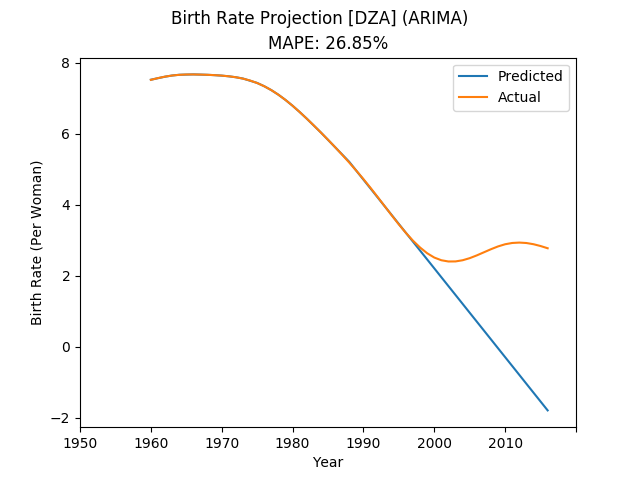 Birth Rate Projection [DZA] (ARIMA)
MAPE: 26.85%
Predicted
Actual
Birth Rate (Per Woman)
8
6
4
2
0
−2
1950
1960
1970
1980
1990
2000
2010
Year